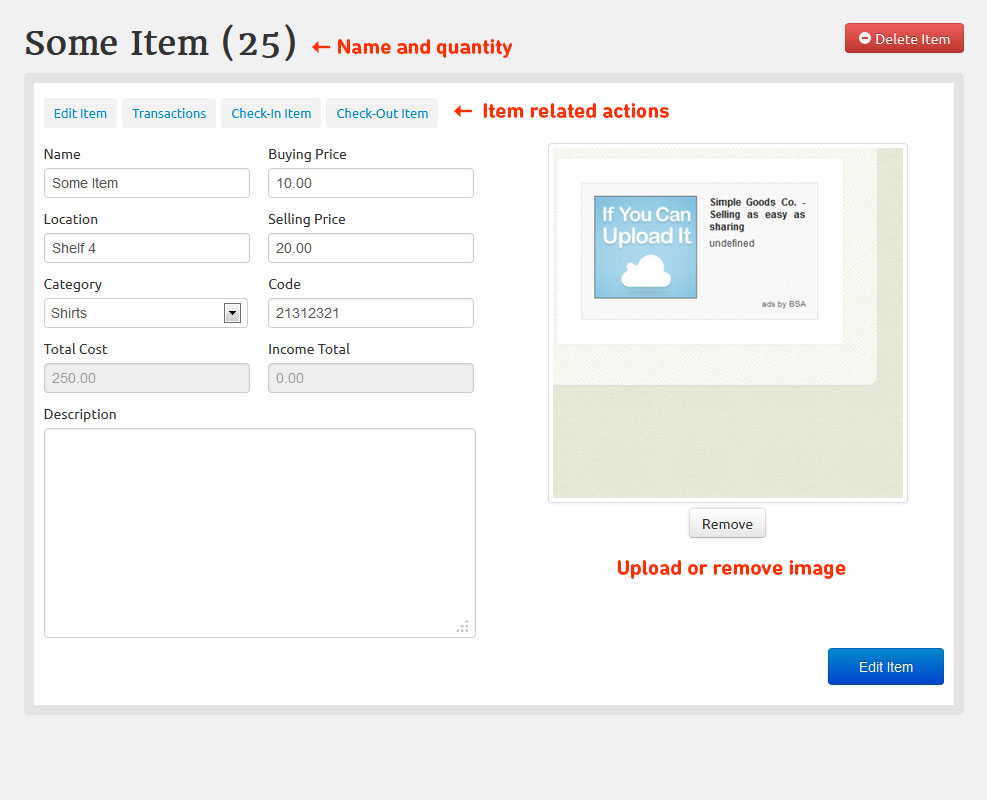 Some Item (25) ← Name and quantity
Delete Item
Edit Item Transactions Check-In Item Check-Out Item ← Item related actions
Name Buying Price
Some Item 10.00
Location Selling Price
Shelf 4 20.00
Category Code
Shirts 21312321
Total Cost Income Total
250.00 0.00
Description
If You Can
Upload It
Simple Goods Co. -
Selling as easy as
sharing
undefined
ads by BSA
Remove
Upload or remove image
Edit Item